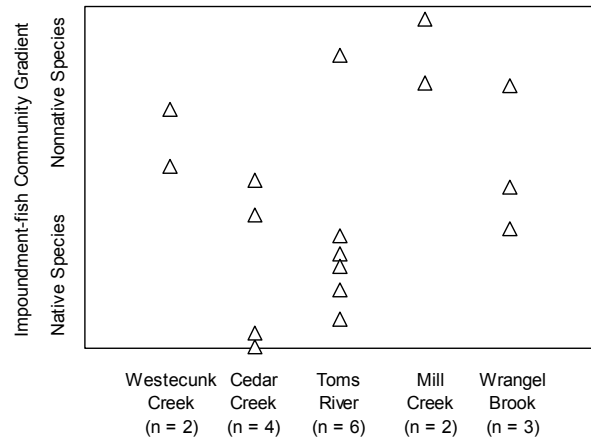 Impoundment-fish Community Gradient
Native Species
Nonnative Species
Westecunk Creek (n = 2)
Cedar Creek (n = 4)
Toms River (n = 6)
Mill Creek (n = 2)
Wrangel Brook (n = 3)